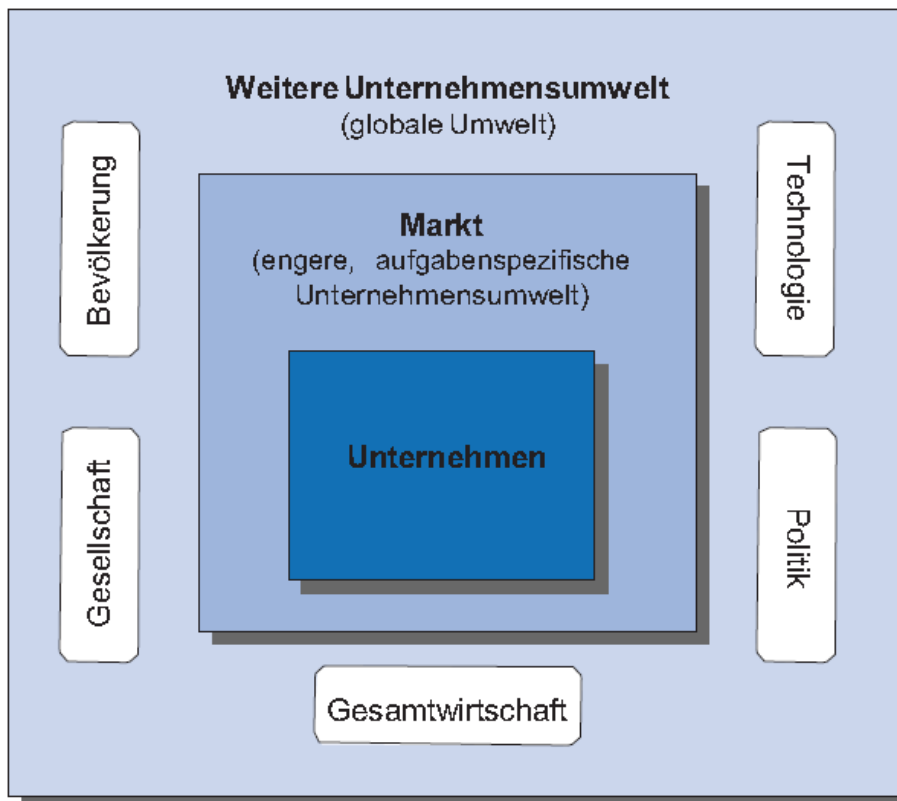 Weitere Unternehmensumwelt
(globale Umwelt)
Bevölkerung
Technologie
Markt
(engere, aufgabenspezifische
Unternehmensumwelt)
Unternehmen
Gesellschaft
Politik
Gesamtwirtschaft